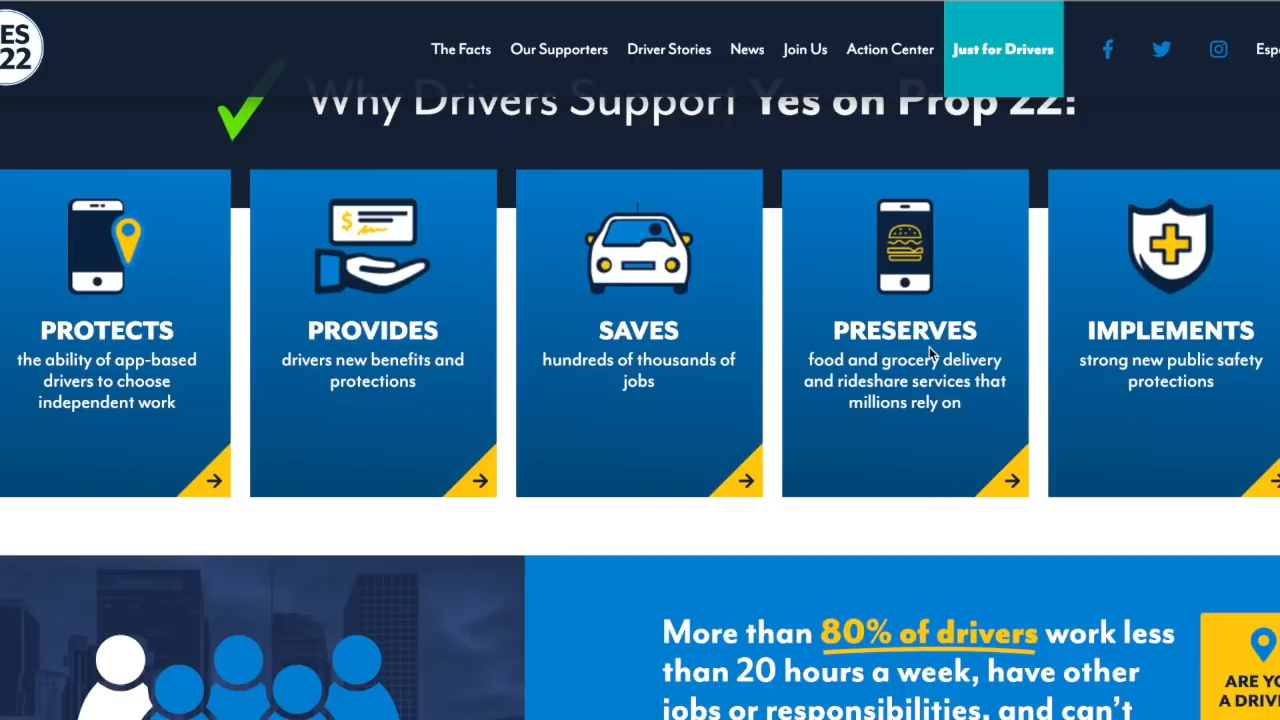 ES
22
The Facts
Our Supporters
Driver Stories
News
Join Us
Action Center
Just for Drivers
Why Drivers Support Yes on Prop 22:
$
PROTECTS
the ability of app-based
drivers to choose
independent work
PROVIDES
drivers new benefits and
protections
SAVES
hundreds of thousands of
jobs
PRESERVES
food and grocery delivery
and rideshare services that
millions rely on
IMPLEMENTS
strong new public safety
protections
More than 80% of drivers work less
than 20 hours a week, have other
jobs or responsibilities, and can't
ARE YO
A DRIVE